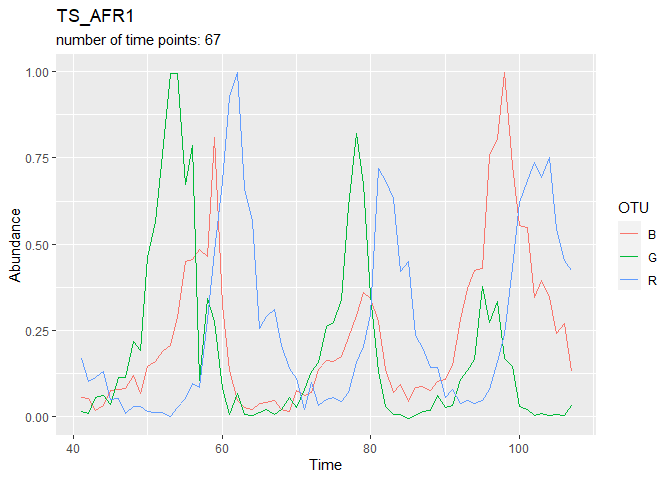 TS_AFR1
number of time points: 67
1.00
0.75
0.50
0.25
0.00
Abundance
40
60
80
100
Time
OTU
B
G
R